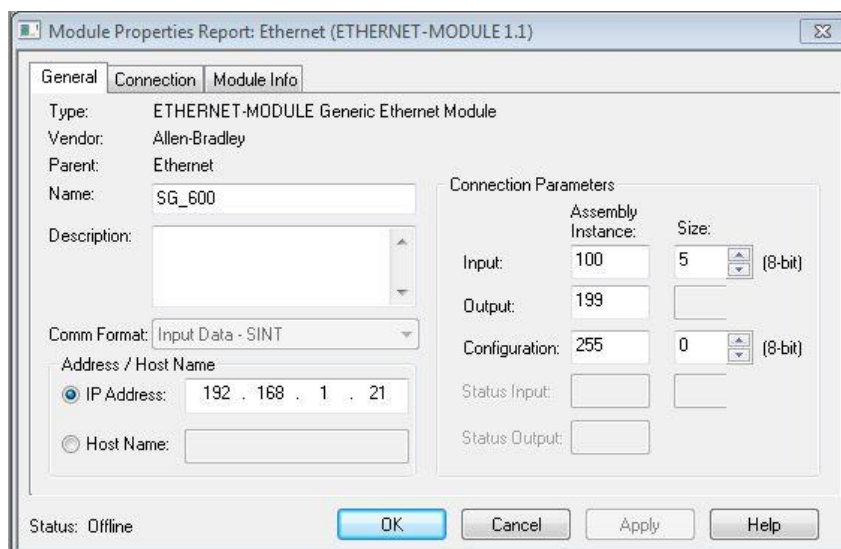 Module Properties Report: Ethernet (ETHERNET-MODULE 1.1)
General Connection Module Info
Type: ETHERNET-MODULE Generic Ethernet Module
Vendor: Allen-Bradley
Parent: Ethernet
Name: SG_600
Description:
Comm Format: Input Data - SINT
Address / Host Name
IP Address: 192 . 168 . 1 . 21
Host Name:
Connection Parameters
Assembly
Instance: Size:
Input: 100 5 (8-bit)
Output: 199
Configuration: 255 0 (8-bit)
Status Input:
Status Output:
Status: Offline OK Cancel Apply Help